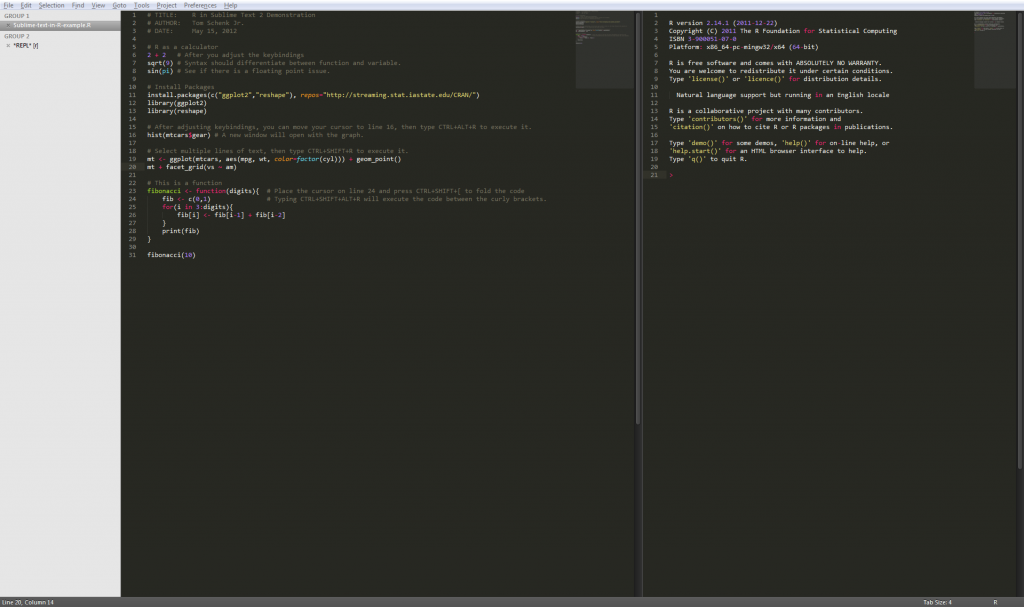 File Edit Selection Find View Goto Tools Project Preferences Help
GROUP 1
Sublime-text-in-R-example.R
GROUP 2
*REPL* [r]
1 # TITLE: R in Sublime Text 2 Demonstration
2 # AUTHOR: Tom Schenk Jr.
3 # DATE: May 15, 2012
4
5 # R as a calculator
6 2 + 2 # After you adjust the keybindings
7 sqrt(9) # Syntax should differentiate between function and variable.
8 sin(pi) # See if there is a floating point issue.
9
10 # Install Packages
11 install.packages(c("ggplot2","reshape"), repos="http://streaming.stat.iastate.edu/CRAN/")
12 library(ggplot2)
13 library(reshape)
14
15 # After adjusting keybindings, you can move your cursor to line 16, then type CTRL+ALT+R to execute it.
16 hist(mtcars$gear) # A new window will open with the graph.
17
18 # Select multiple lines of text, then type CTRL+SHIFT+R to execute it.
19 mt <- ggplot(mtcars, aes(mpg, wt, color=factor(cyl))) + geom_point()
20 mt + facet_grid(vs ~ am)
21
22 # This is a function
23 fibonacci <- function(digits){ # Place the cursor on line 24 and press CTRL+SHIFT+[ to fold the code
24 fib <- c(0,1) # Typing CTRL+SHIFT+ALT+R will execute the code between the curly brackets.
25 for(i in 3:digits){
26 fib[i] <- fib[i-1] + fib[i-2]
27 }
28 print(fib)
29 }
30
31 fibonacci(10)
1
2 R version 2.14.1 (2011-12-22)
3 Copyright (C) 2011 The R Foundation for Statistical Computing
4 ISBN 3-900051-07-0
5 Platform: x86_64-pc-mingw32/x64 (64-bit)
6
7 R is free software and comes with ABSOLUTELY NO WARRANTY.
8 You are welcome to redistribute it under certain conditions.
9 Type 'license()' or 'licence()' for distribution details.
10
11 Natural language support but running in an English locale
12
13 R is a collaborative project with many contributors.
14 Type 'contributors()' for more information and
15 'citation()' on how to cite R or R packages in publications.
16
17 Type 'demo()' for some demos, 'help()' for on-line help, or
18 'help.start()' for an HTML browser interface to help.
19 Type 'q()' to quit R.
20
21 >
Line 20, Column 14 Tab Size: 4 R